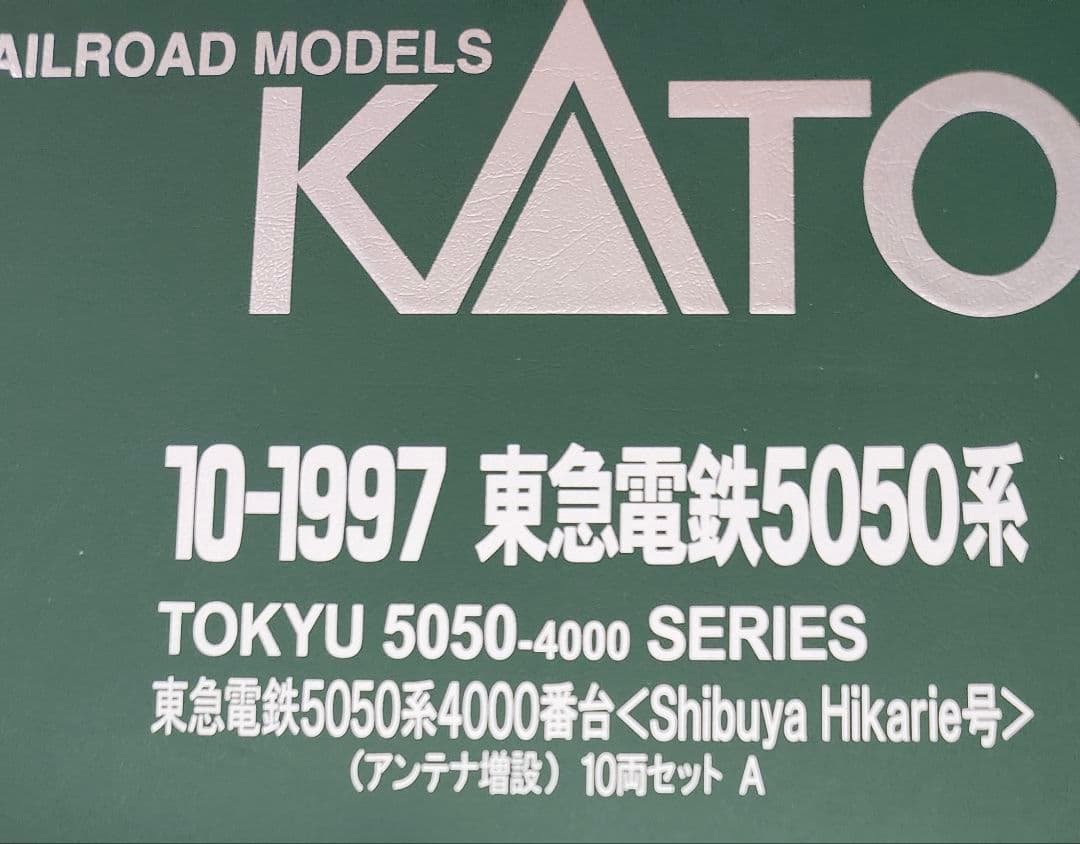 AILROAD MODELS
KATO
10-1997 東急電鉄5050系
TOKYU 5050-4000 SERIES
東急電鉄5050系4000番台<Shibuya Hikarie号>
(アンテナ増設) 10両セット A